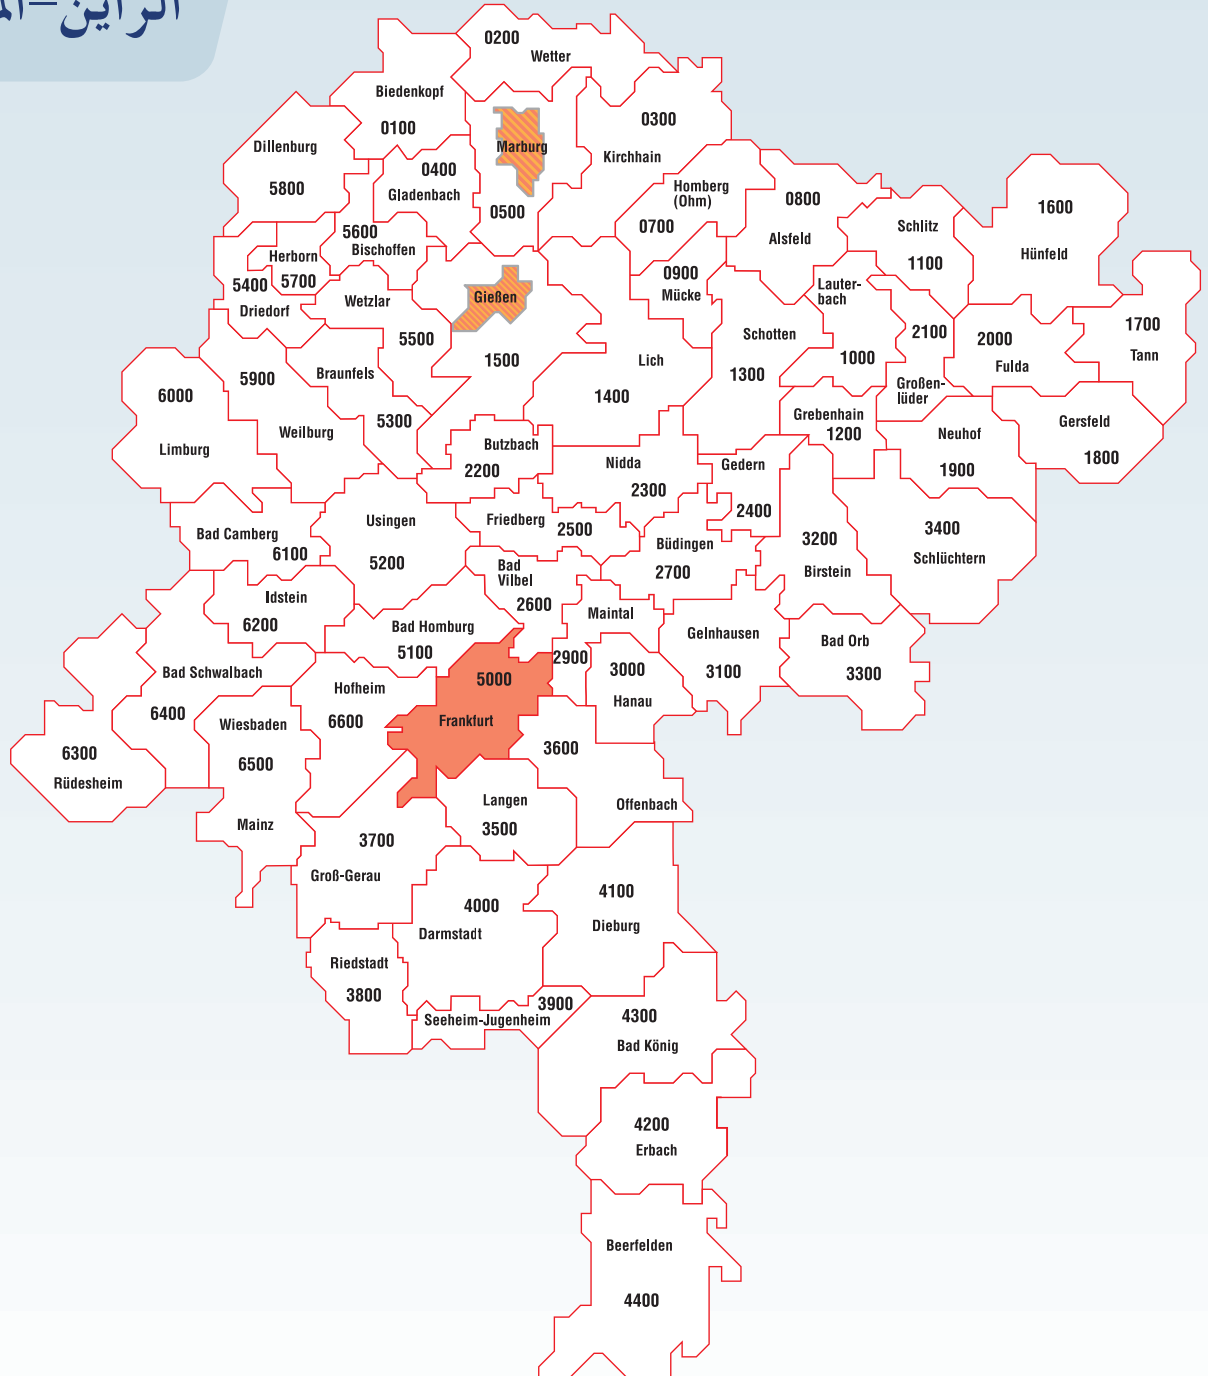 الراين–الم
0200
Wetter
Biedenkopf
0100
0300
Kirchhain
Marburg
Dillenburg
5800
0400
Gladenbach
0500
Homberg
(Ohm)
0700
0800
Alsfeld
Schlitz
1100
1600
Hünfeld
5600
Bischoffen
Herborn
5700
5400
Driedorf
Wetzlar
5500
Gießen
1500
0900
Mücke
Lauter-
bach
1000
2100
Großen-
lüder
2000
Fulda
1700
Tann
Schotten
1300
Lich
1400
Braunfels
5300
5900
Weilburg
6000
Limburg
Butzbach
2200
Nidda
2300
Gedern
2400
Grebenhain
1200
Neuhof
1900
Gersfeld
1800
Bad Camberg
6100
Usingen
5200
Friedberg
2500
Büdingen
2700
3200
Birstein
3400
Schlüchtern
Idstein
6200
Bad
Vilbel
2600
Maintal
2900
Bad Homburg
5100
3000
Hanau
Gelnhausen
3100
Bad Orb
3300
Bad Schwalbach
6400
Hofheim
6600
5000
Frankfurt
Wiesbaden
6500
Mainz
6300
Rüdesheim
3600
Offenbach
Langen
3500
3700
Groß-Gerau
4000
Darmstadt
4100
Dieburg
Riedstadt
3800
3900
Seeheim-Jugenheim
4300
Bad König
4200
Erbach
Beerfelden
4400